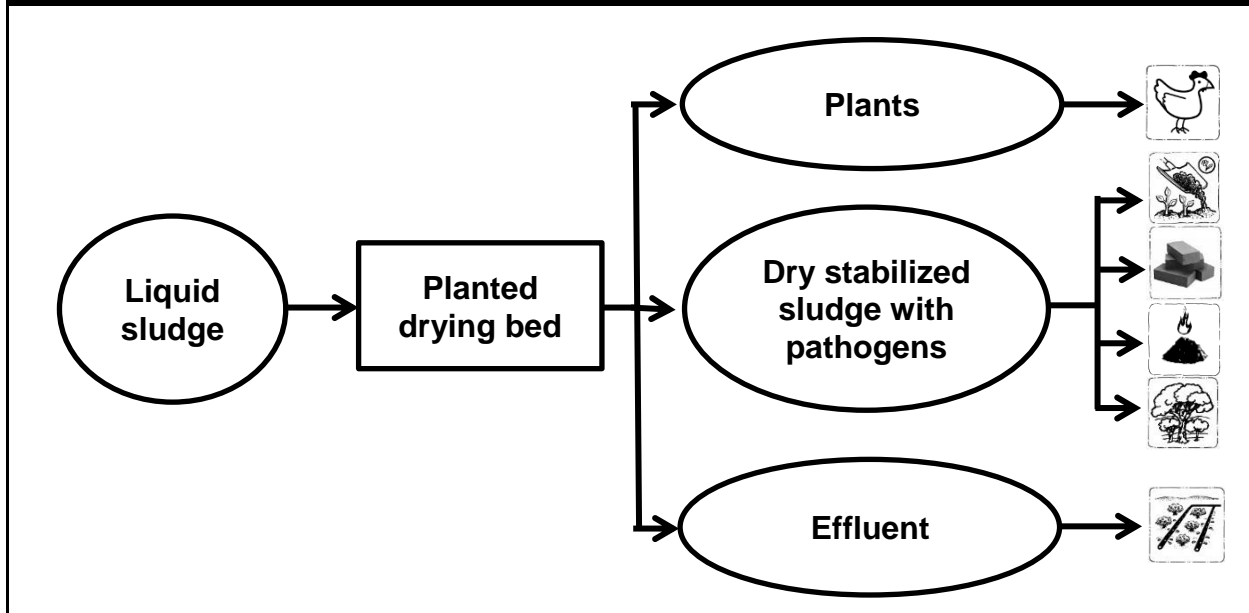 Liquid
sludge
Planted
drying bed
Plants
Dry stabilized
sludge with
pathogens
Effluent